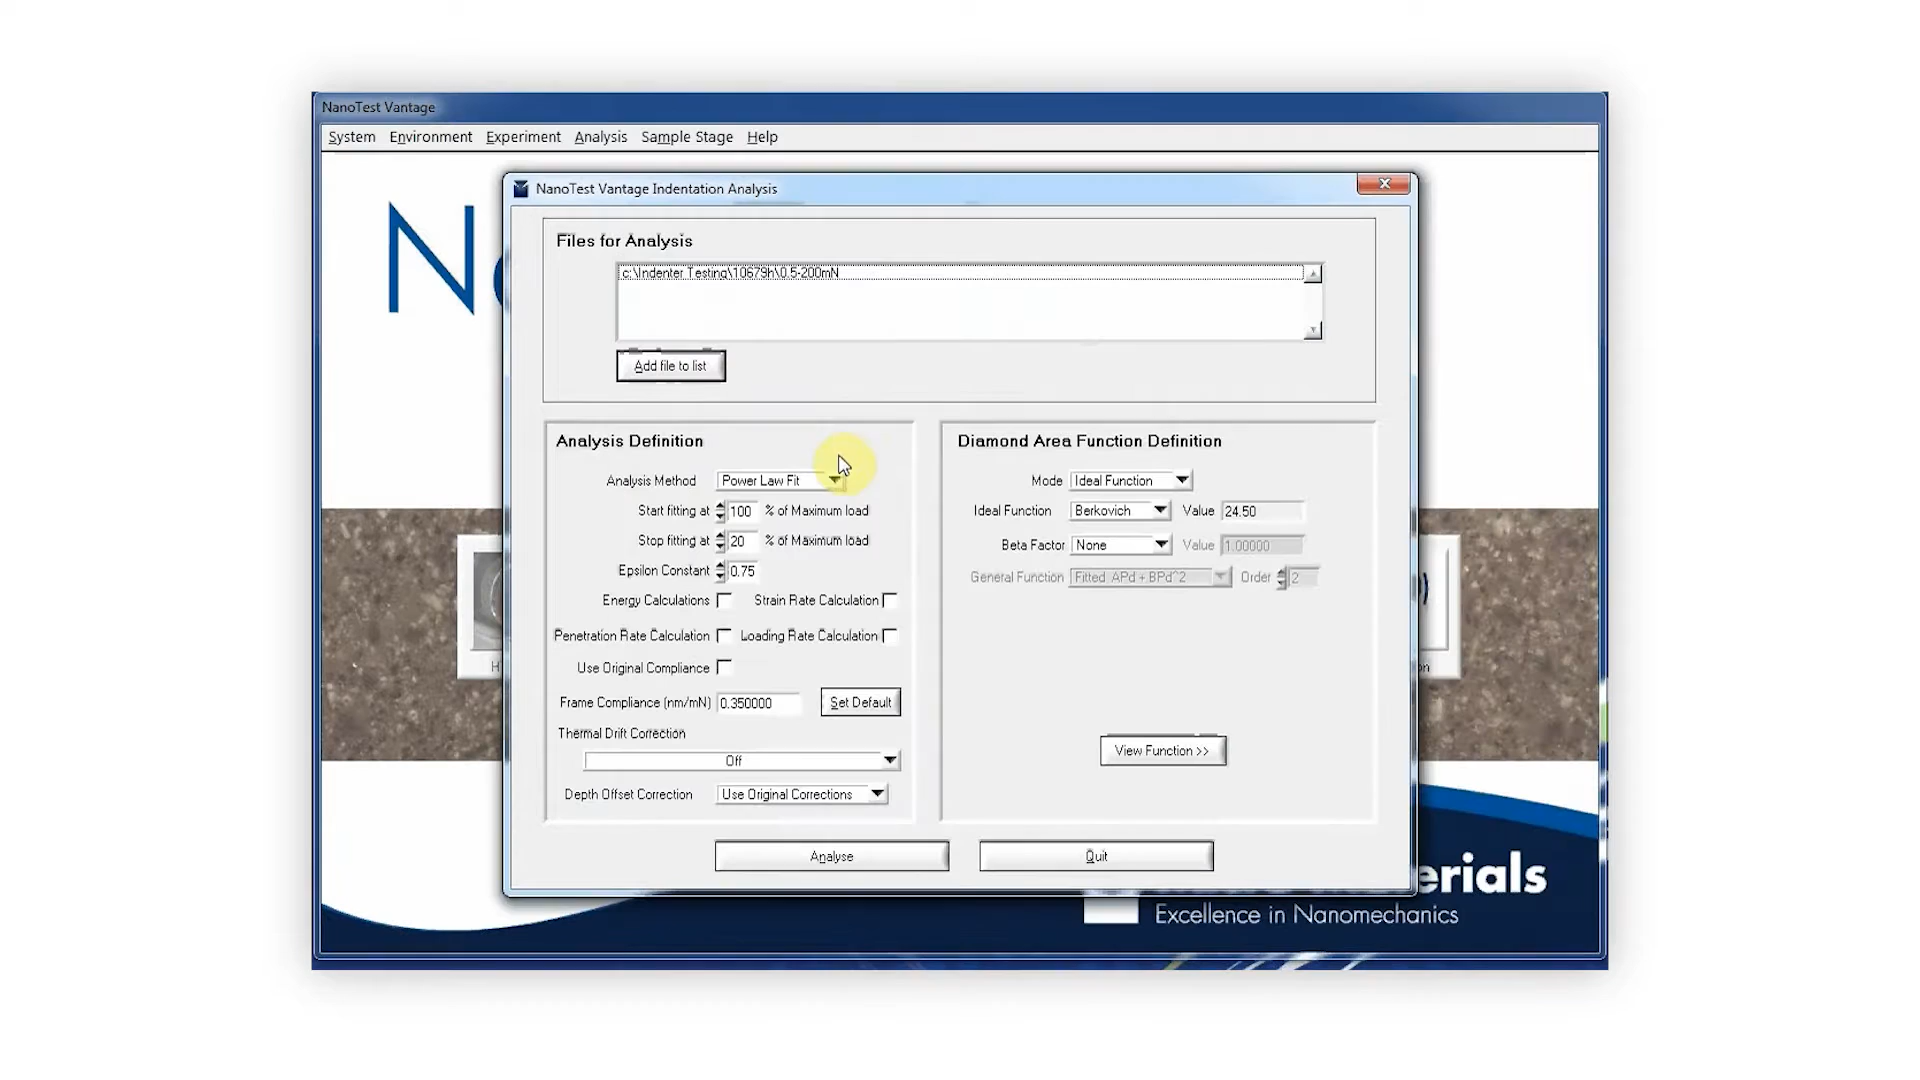 NanoTest Vantage
System Environment Experiment Analysis Sample Stage Help
NanoTest Vantage Indentation Analysis
Files for Analysis
c:\Indenter Testing\10679h\0.5-200mN
Add file to list
Analysis Definition
Analysis Method Power Law Fit
Start fitting at 100 % of Maximum load
Stop fitting at 20 % of Maximum load
Epsilon Constant 0.75
Energy Calculations Strain Rate Calculation
Penetration Rate Calculation Loading Rate Calculation
Use Original Compliance
Frame Compliance (nm/mN) 0.350000 Set Default
Thermal Drift Correction
Off
Depth Offset Correction Use Original Corrections
Diamond Area Function Definition
Mode Ideal Function
Ideal Function Berkovich Value 24.50
Beta Factor None Value 1.00000
General Function Fitted APd + BPd^2 Order 2
View Function >>
Analyse Quit
Excellence in Nanomechanics